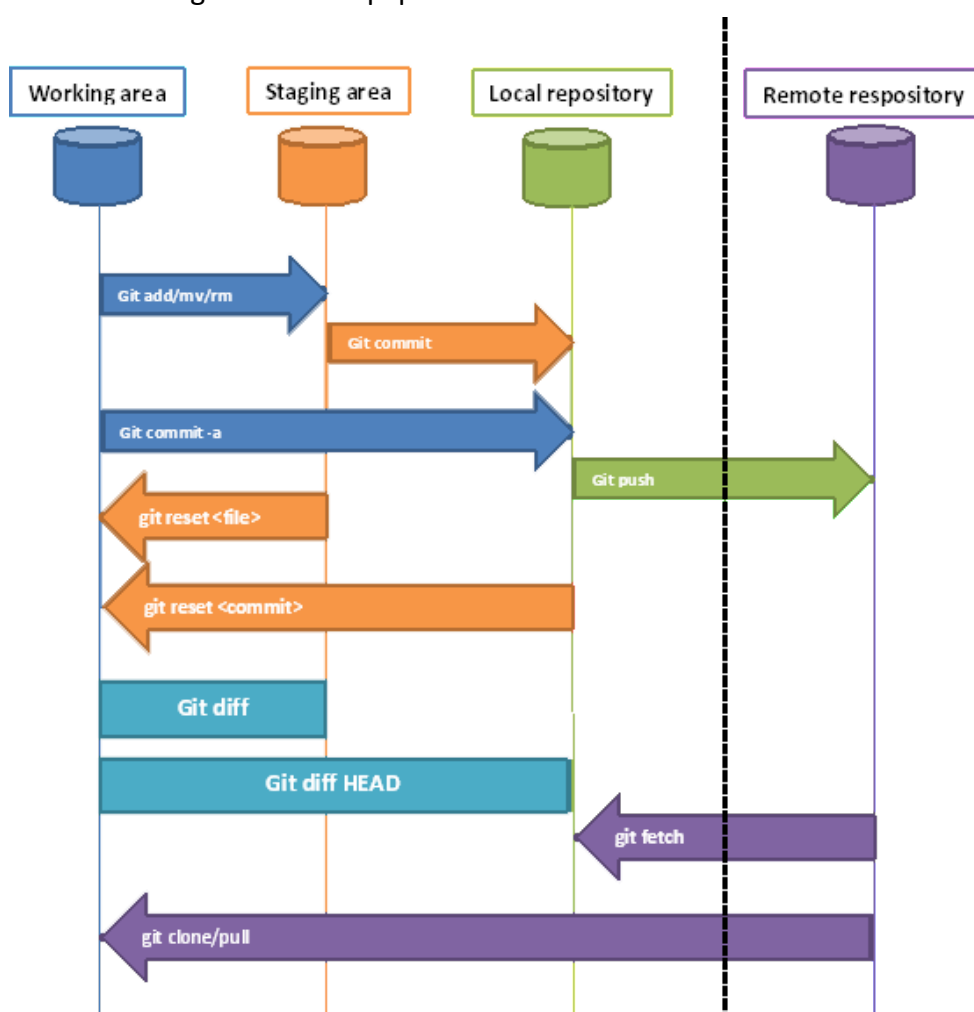 Working area
Staging area
Local repository
Remote respository
Git add/mv/rm
Git commit
Git commit -a
Git push
git reset <file>
git reset <commit>
Git diff
Git diff HEAD
git fetch
git clone/pull